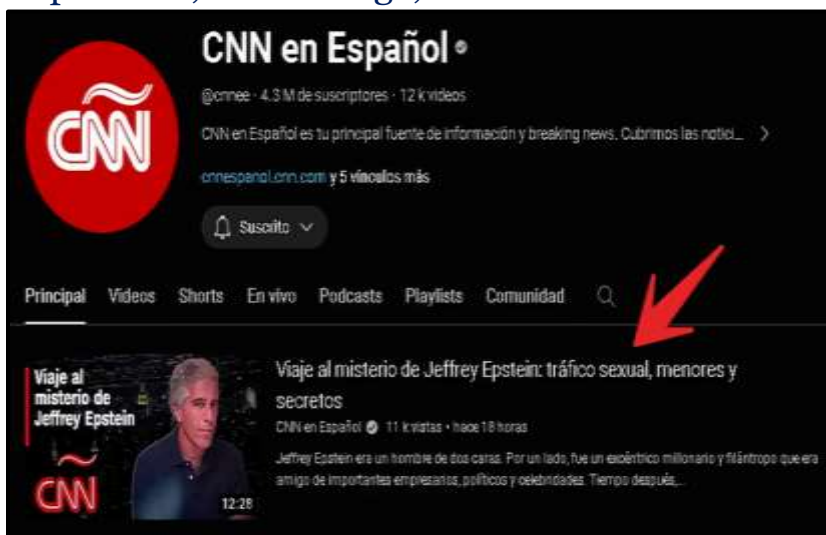 CNN en Español
CNN
@cnnee · 4.3 M de suscriptores · 12 k videos
CNN en Español es tu principal fuente de información y breaking news. Cubrimos las notici...
cnnespanol.cnn.com y 5 vínculos más
Suscrito
Principal Videos Shorts En vivo Podcasts Playlists Comunidad
Viaje al
misterio de
Jeffrey Epstein
CNN
12:28
Viaje al misterio de Jeffrey Epstein: tráfico sexual, menores y
secretos
CNN en Español 11 k vistas · hace 18 horas
Jeffrey Epstein era un hombre de dos caras. Por un lado, fue un excéntrico millonario y filántropo que era
amigo de importantes empresarios, políticos y celebridades. Tiempo después,...